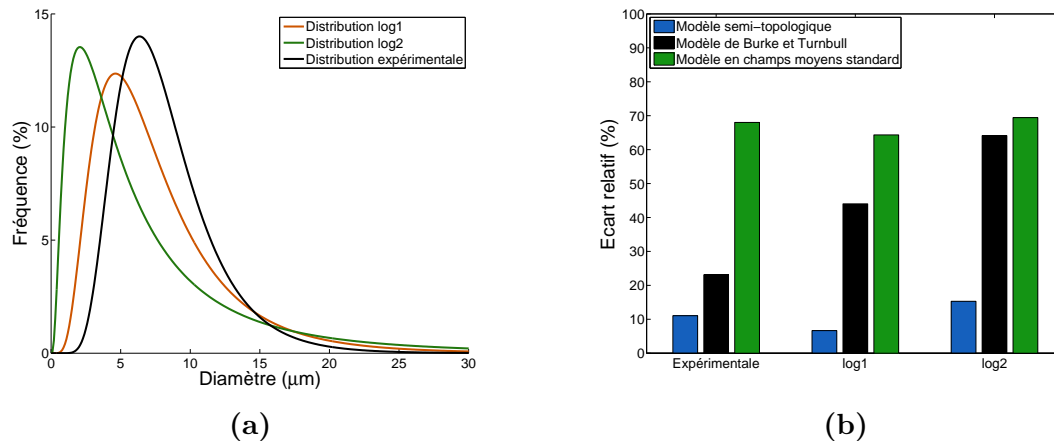 15
10
5
0
Fréquence (%)
Distribution log1
Distribution log2
Distribution expérimentale
0 5 10 15 20 25 30
Diamètre (μm)
(a)
100
90
80
70
60
50
40
30
20
10
0
Ecart relatif (%)
Modèle semi-topologique
Modèle de Burke et Turnbull
Modèle en champs moyens standard
Expérimentale log1 log2
(b)